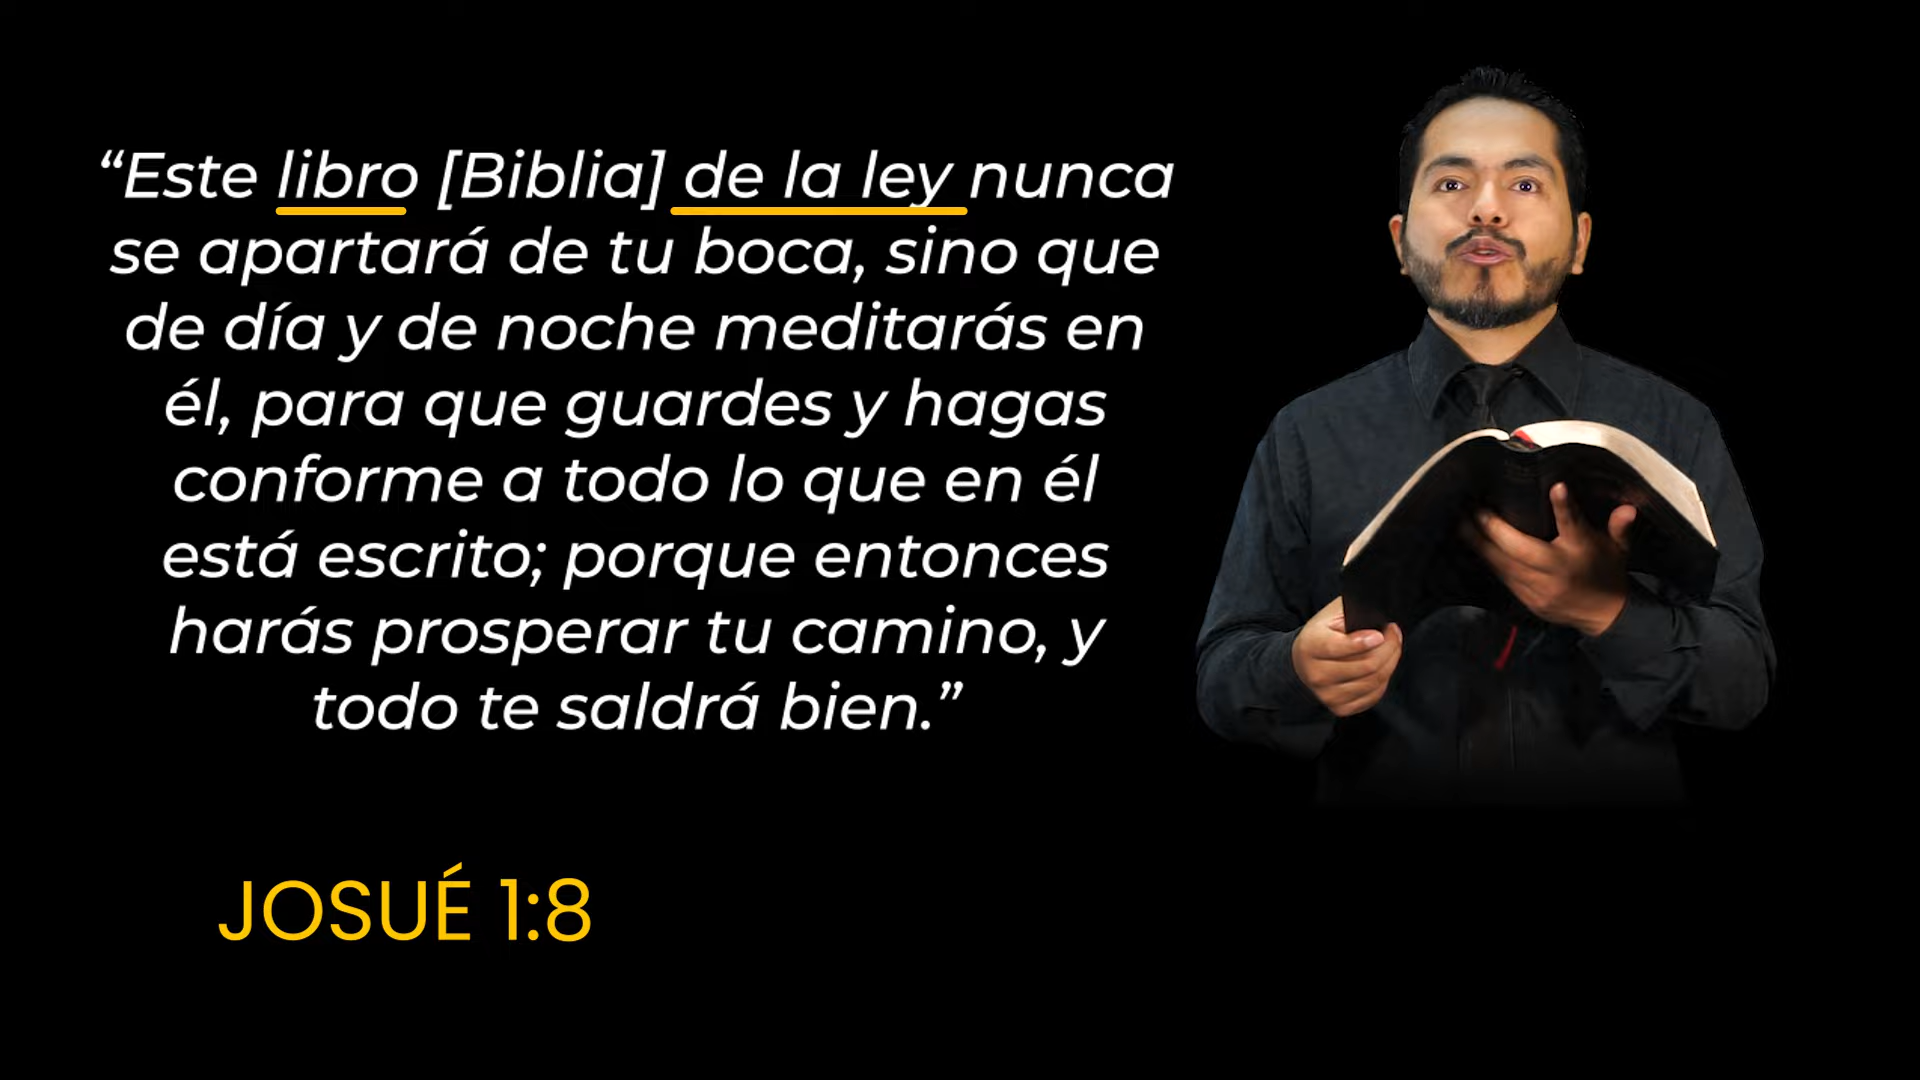 “Este libro [Biblia] de la ley nunca
se apartará de tu boca, sino que
de día y de noche meditarás en
él, para que guardes y hagas
conforme a todo lo que en él
está escrito; porque entonces
harás prosperar tu camino, y
todo te saldrá bien.”
JOSUÉ 1:8